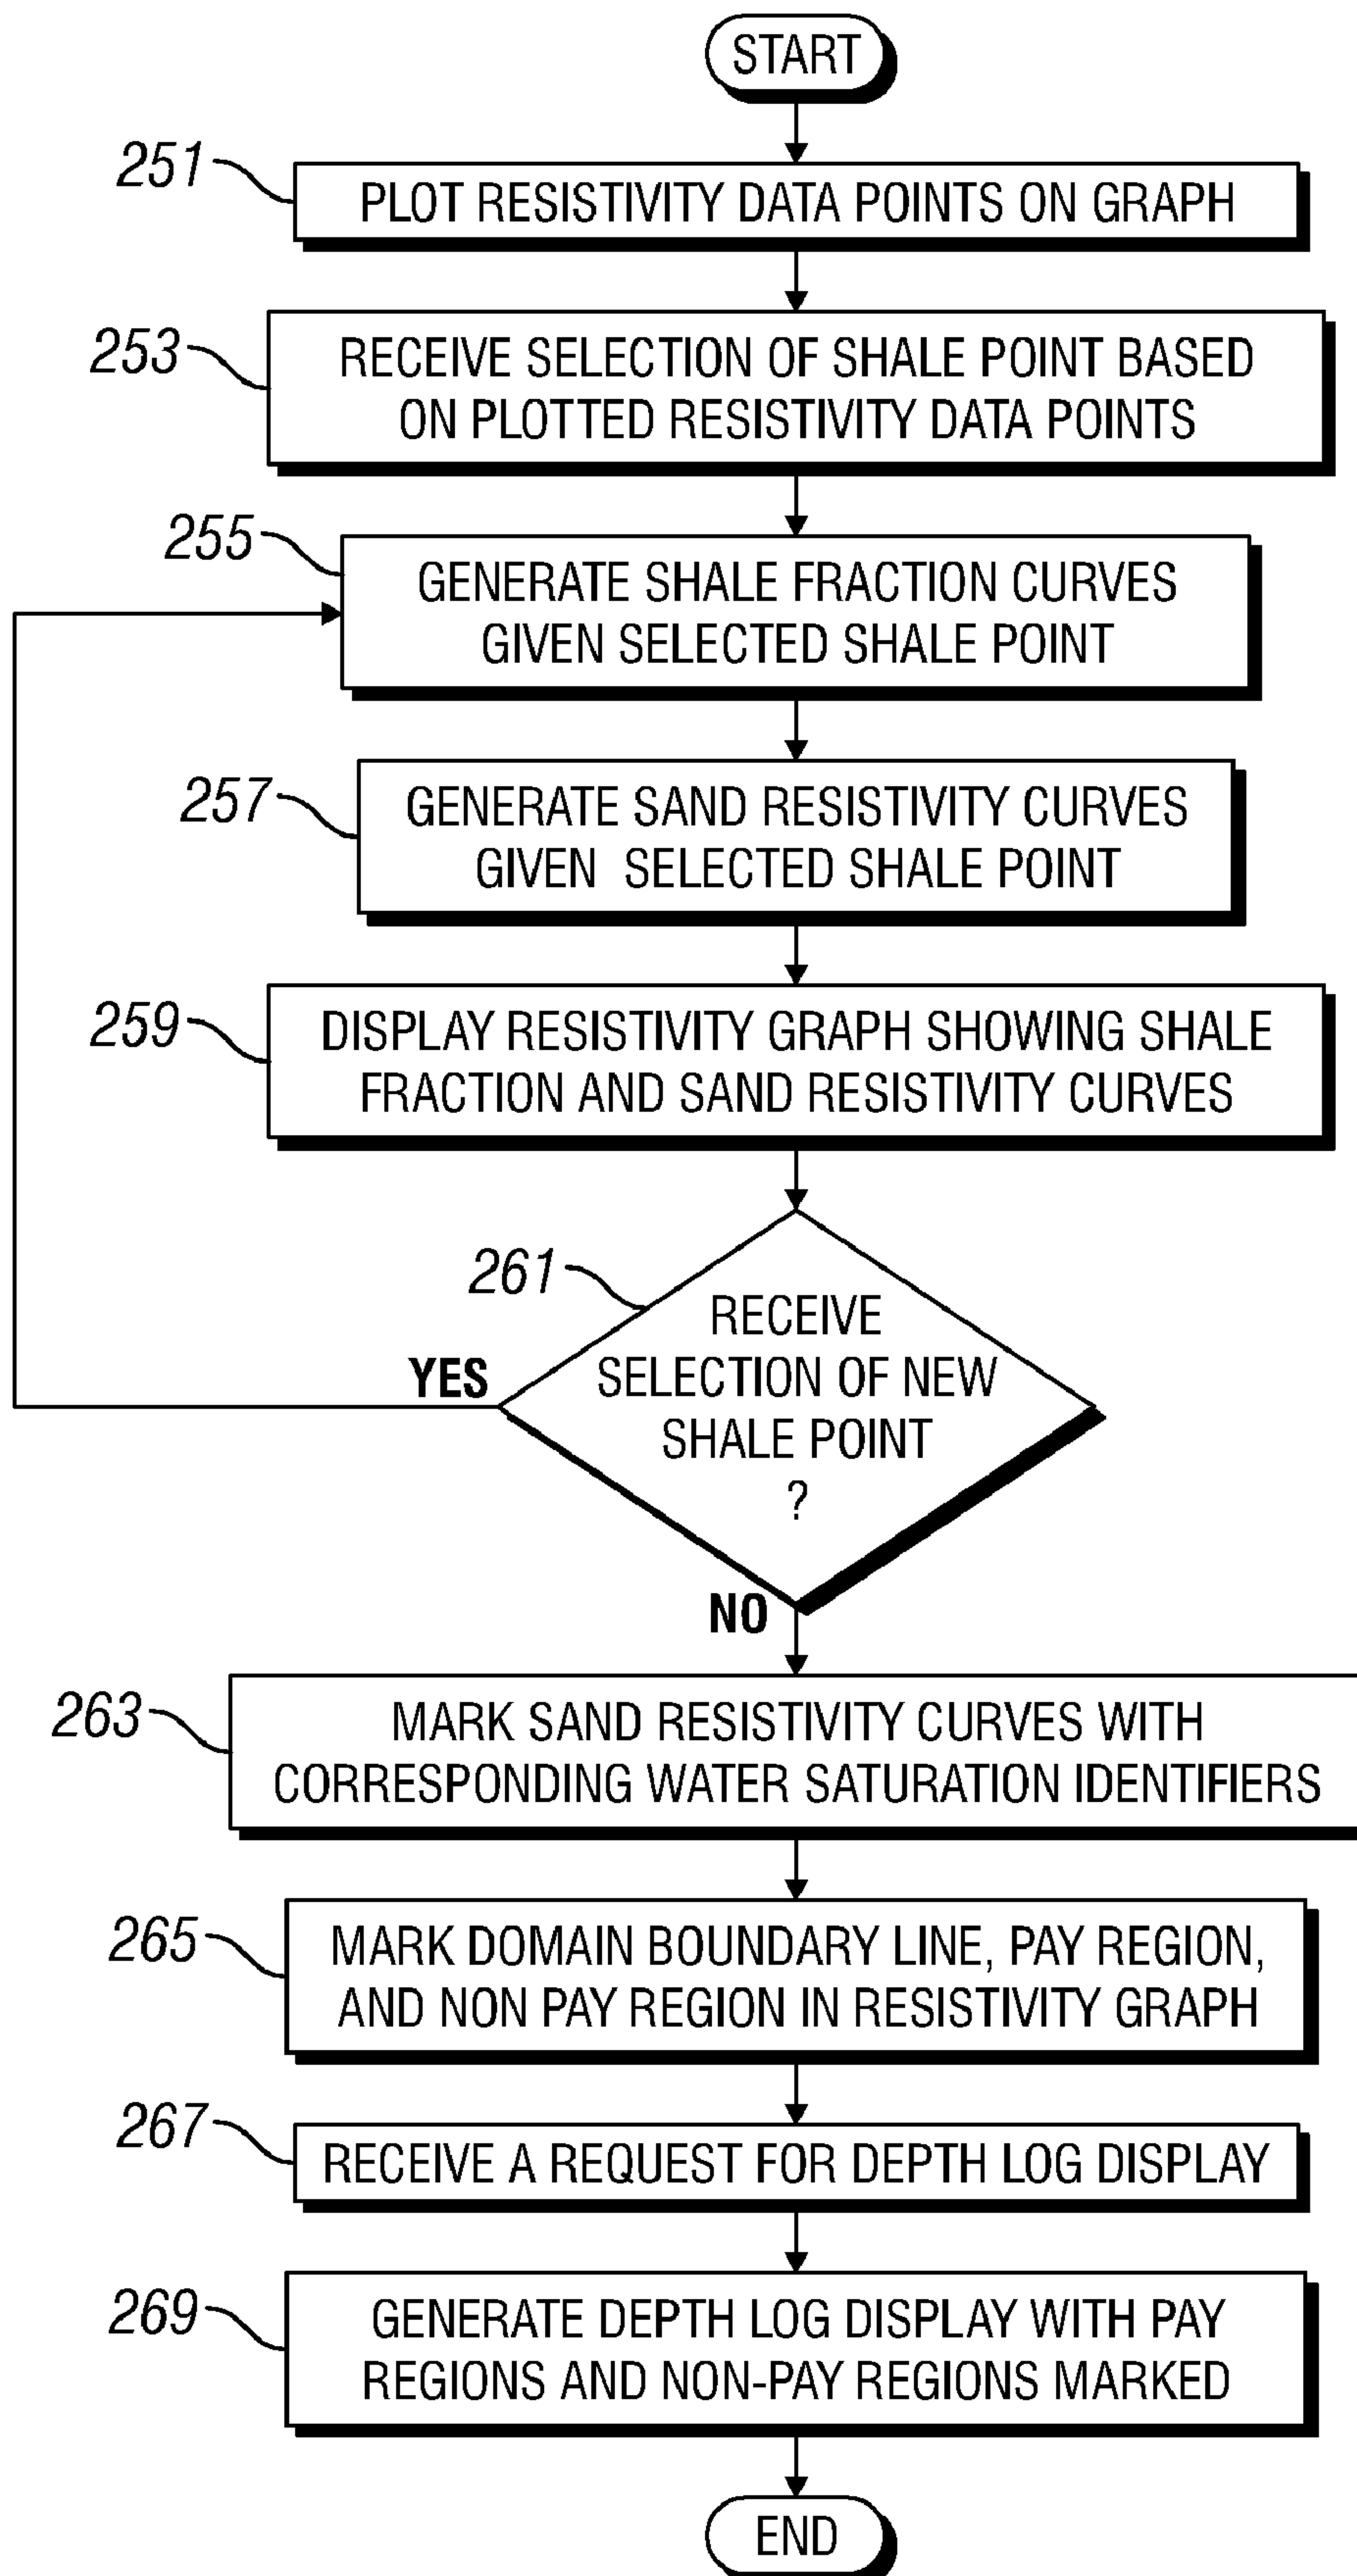 START
251
PLOT RESISTIVITY DATA POINTS ON GRAPH
253
RECEIVE SELECTION OF SHALE POINT BASED
ON PLOTTED RESISTIVITY DATA POINTS
255
GENERATE SHALE FRACTION CURVES
GIVEN SELECTED SHALE POINT
257
GENERATE SAND RESISTIVITY CURVES
GIVEN SELECTED SHALE POINT
259
DISPLAY RESISTIVITY GRAPH SHOWING SHALE
FRACTION AND SAND RESISTIVITY CURVES
261
RECEIVE
SELECTION OF NEW
SHALE POINT
?
YES
NO
263
MARK SAND RESISTIVITY CURVES WITH
CORRESPONDING WATER SATURATION IDENTIFIERS
265
MARK DOMAIN BOUNDARY LINE, PAY REGION,
AND NON PAY REGION IN RESISTIVITY GRAPH
267
RECEIVE A REQUEST FOR DEPTH LOG DISPLAY
269
GENERATE DEPTH LOG DISPLAY WITH PAY
REGIONS AND NON-PAY REGIONS MARKED
END